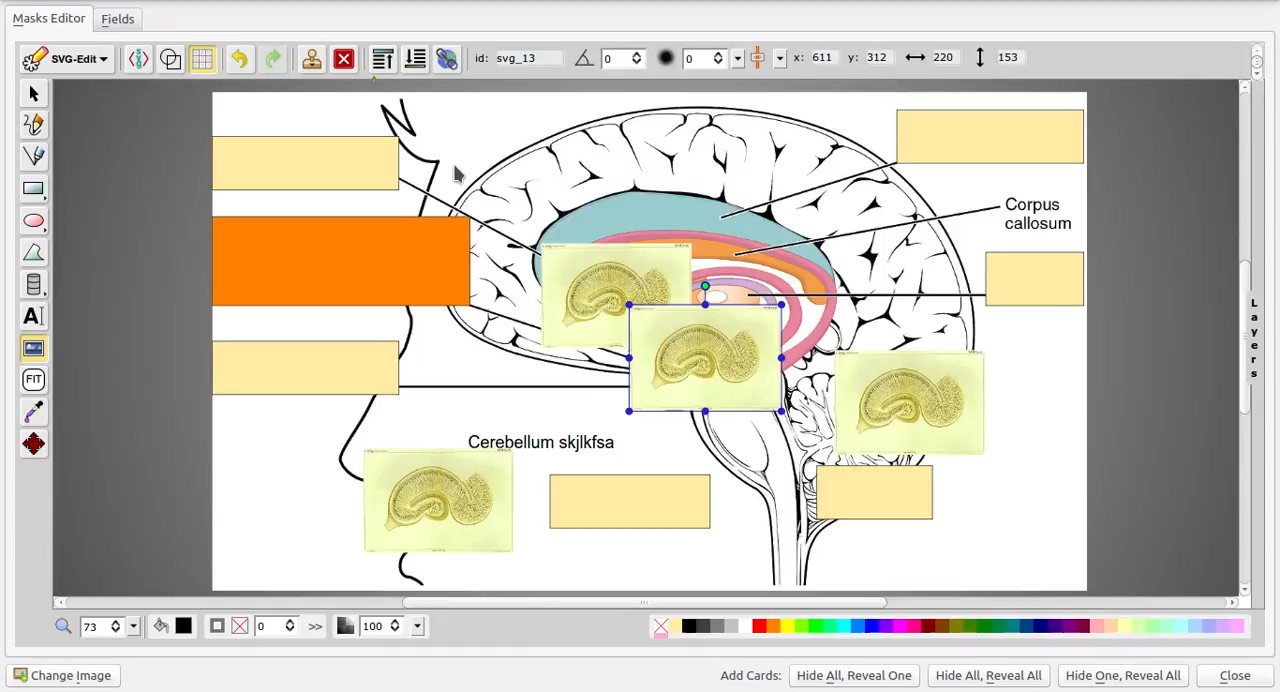 Masks Editor
Fields
SVG-Edit
id: svg_13
0
0
x: 611
y: 312
220
153
A
FIT
Corpus
callosum
Cerebellum skjlkfsa
Layers
73
0
>>
100
Change Image
Add Cards:
Hide All, Reveal One
Hide All, Reveal All
Hide One, Reveal All
Close